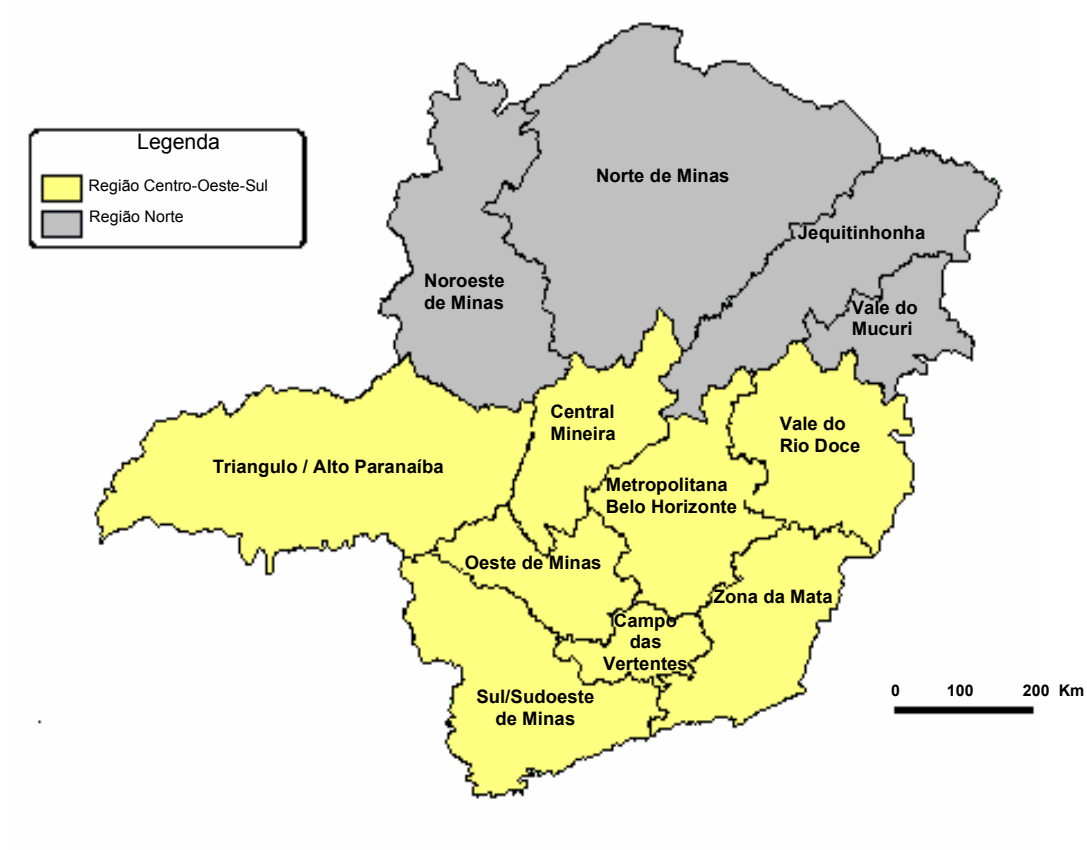 Legenda
Região Centro-Oeste-Sul
Região Norte
Norte de Minas
Jequitinhonha
Noroeste
de Minas
Vale do
Mucuri
Central
Mineira
Vale do
Rio Doce
Triangulo / Alto Paranaíba
Metropolitana
Belo Horizonte
Oeste de Minas
Zona da Mata
Campo
das
Vertentes
Sul/Sudoeste
de Minas
0 100 200 Km